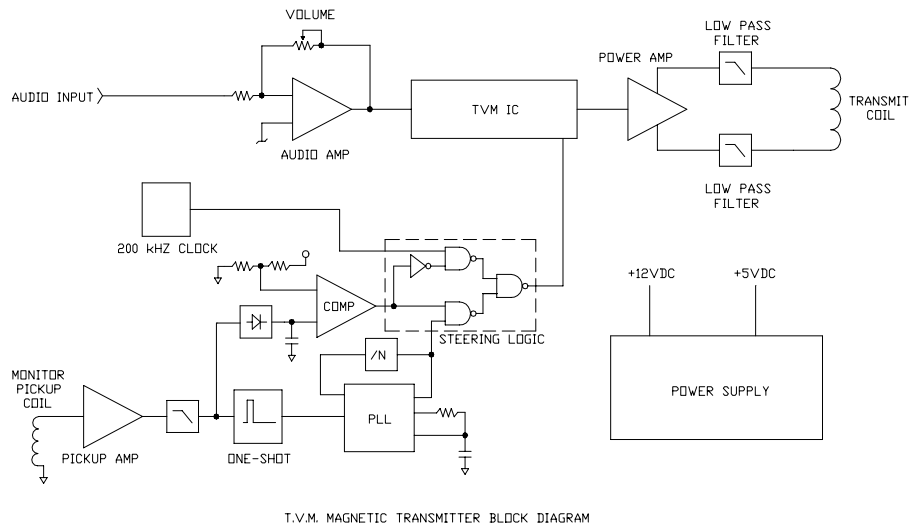 VOLUME
LOW PASS
FILTER
POWER AMP
AUDIO INPUT
TVM IC
TRANSMIT
COIL
AUDIO AMP
LOW PASS
FILTER
200 kHZ CLOCK
+12VDC
+5VDC
COMP
STEERING LOGIC
/N
MONITOR
PICKUP
COIL
POWER SUPPLY
PLL
PICKUP AMP
ONE-SHOT
T.V.M. MAGNETIC TRANSMITTER BLOCK DIAGRAM